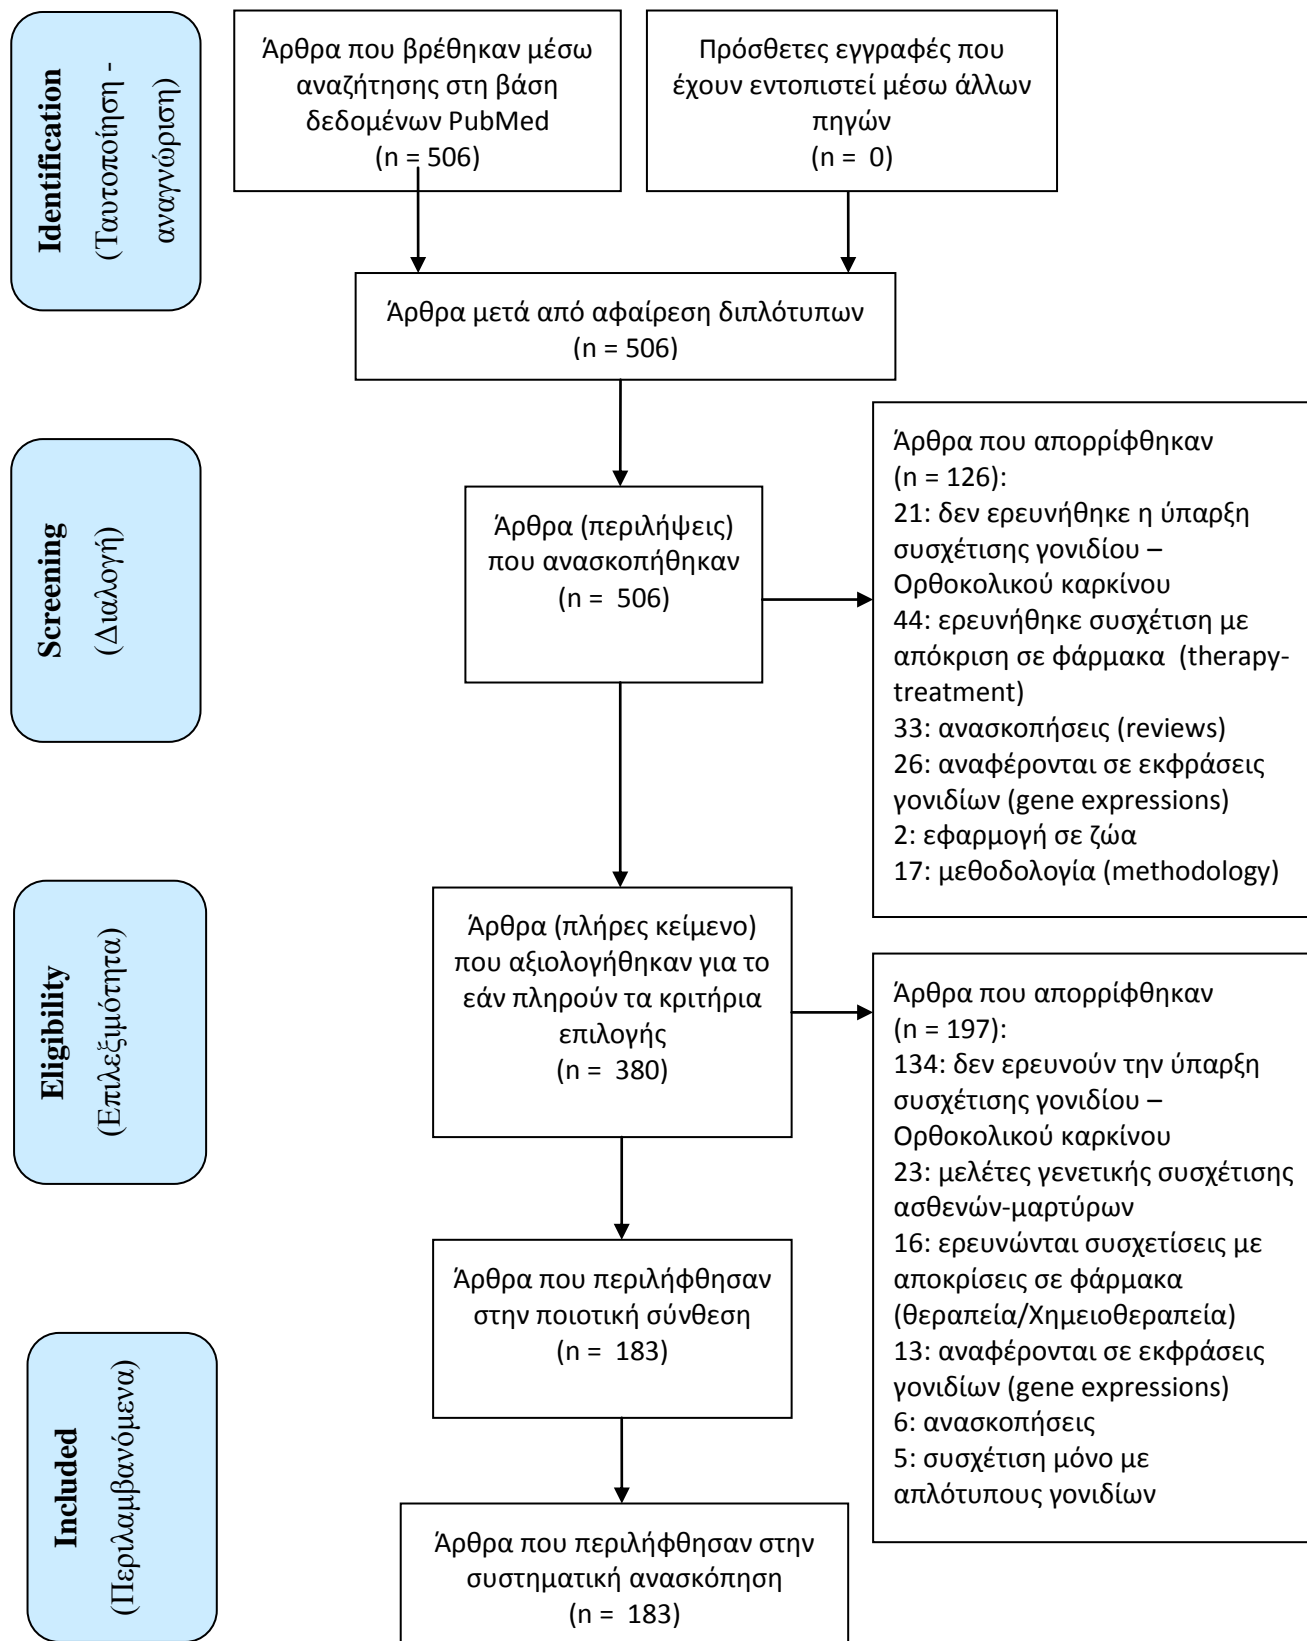 Identification
(Ταυτοποίηση -
αναγνώριση)
Άρθρα που βρέθηκαν μέσω
αναζήτησης στη βάση
δεδομένων PubMed
(n = 506)
Πρόσθετες εγγραφές που
έχουν εντοπιστεί μέσω άλλων
πηγών
(n = 0)
Άρθρα μετά από αφαίρεση διπλότυπων
(n = 506)
Screening
(Διαλογή)
Άρθρα (περιλήψεις)
που ανασκοπήθηκαν
(n = 506)
Άρθρα που απορρίφθηκαν
(n = 126):
21: δεν ερευνήθηκε η ύπαρξη
συσχέτισης γονιδίου –
Ορθοκολικού καρκίνου
44: ερευνήθηκε συσχέτιση με
απόκριση σε φάρμακα (therapy-
treatment)
33: ανασκοπήσεις (reviews)
26: αναφέρονται σε εκφράσεις
γονιδίων (gene expressions)
2: εφαρμογή σε ζώα
17: μεθοδολογία (methodology)
Eligibility
(Επιλεξιμότητα)
Άρθρα (πλήρες κείμενο)
που αξιολογήθηκαν για το
εάν πληρούν τα κριτήρια
επιλογής
(n = 380)
Άρθρα που απορρίφθηκαν
(n = 197):
134: δεν ερευνούν την ύπαρξη
συσχέτισης γονιδίου –
Ορθοκολικού καρκίνου
23: μελέτες γενετικής συσχέτισης
ασθενών-μαρτύρων
16: ερευνώνται συσχετίσεις με
αποκρίσεις σε φάρμακα
(θεραπεία/Χημειοθεραπεία)
13: αναφέρονται σε εκφράσεις
γονιδίων (gene expressions)
6: ανασκοπήσεις
5: συσχέτιση μόνο με
απλότυπους γονιδίων
Άρθρα που περιλήφθησαν
στην ποιοτική σύνθεση
(n = 183)
Included
(Περιλαμβανόμενα)
Άρθρα που περιλήφθησαν στην
συστηματική ανασκόπηση
(n = 183)